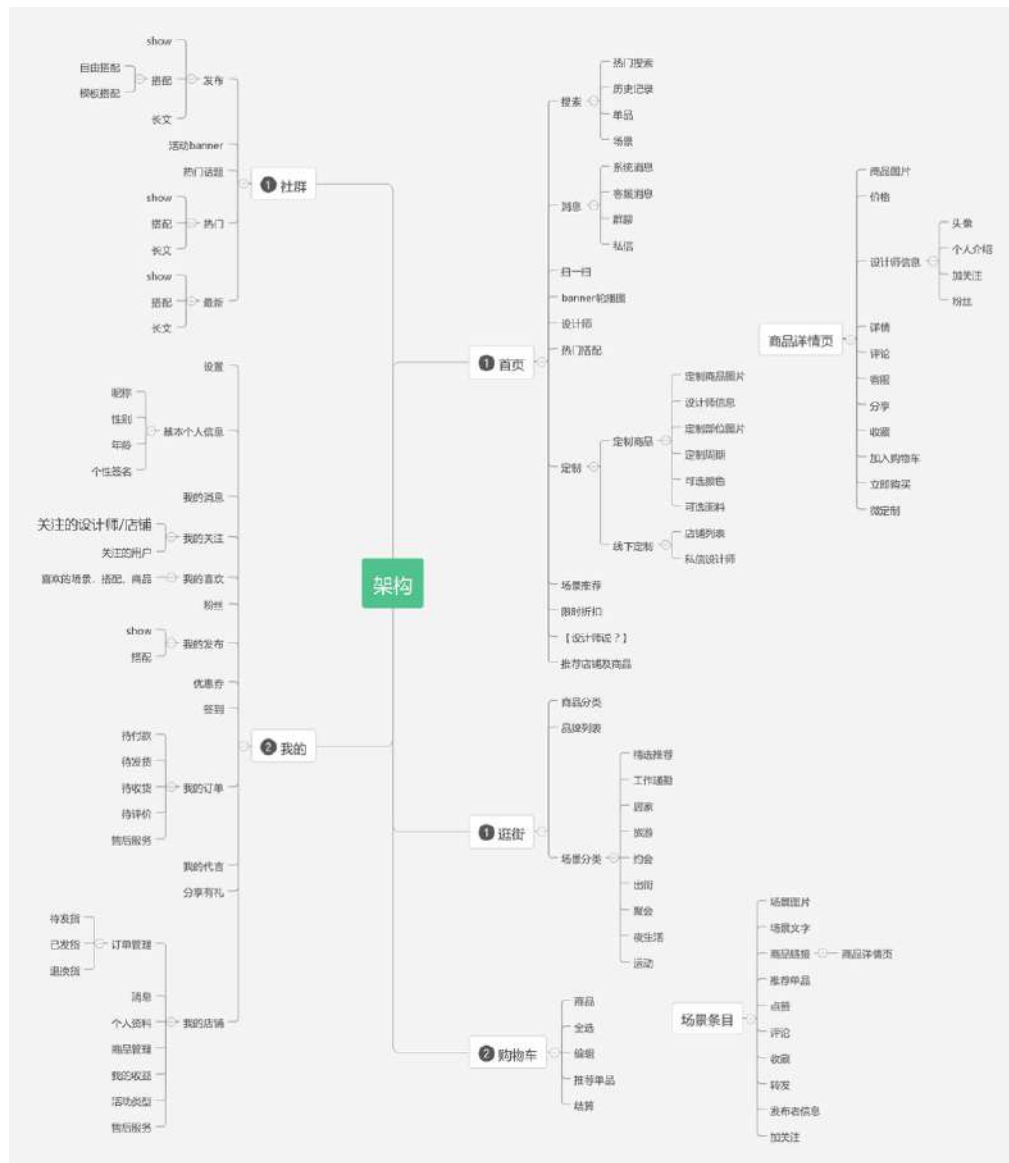 架构
❶ 社群
发布
show
搭配
自由搭配
模板搭配
长文
活动banner
热门话题
热门
show
搭配
长文
最新
show
搭配
长文
❷ 我的
设置
基本个人信息
昵称
性别
年龄
个性签名
我的消息
我的关注
关注的设计师/店铺
关注的用户
我的喜欢
喜欢的场景、搭配、商品
粉丝
我的发布
show
搭配
优惠券
签到
我的订单
待付款
待发货
待收货
待评价
售后服务
我的代言
分享有礼
我的店铺
订单管理
待发货
已发货
退换货
消息
个人资料
商品管理
我的收益
活动类型
售后服务
❶ 首页
搜索
热门搜索
历史记录
单品
场景
消息
系统消息
客服消息
群聊
私信
扫一扫
banner轮播图
设计师
热门搭配
定制
定制商品
定制商品图片
设计师信息
定制部位图片
定制周期
可选颜色
可选面料
线下定制
店铺列表
私信设计师
场景推荐
限时折扣
【设计师说？】
推荐店铺及商品
❶ 逛街
商品分类
品牌列表
场景分类
精选推荐
工作通勤
居家
旅游
约会
出街
聚会
夜生活
运动
❷ 购物车
商品
全选
编辑
推荐单品
结算
商品详情页
商品图片
价格
设计师信息
头像
个人介绍
加关注
粉丝
详情
评论
客服
分享
收藏
加入购物车
立即购买
微定制
场景条目
场景图片
场景文字
商品链接
商品详情页
推荐单品
点赞
评论
收藏
转发
发布者信息
加关注